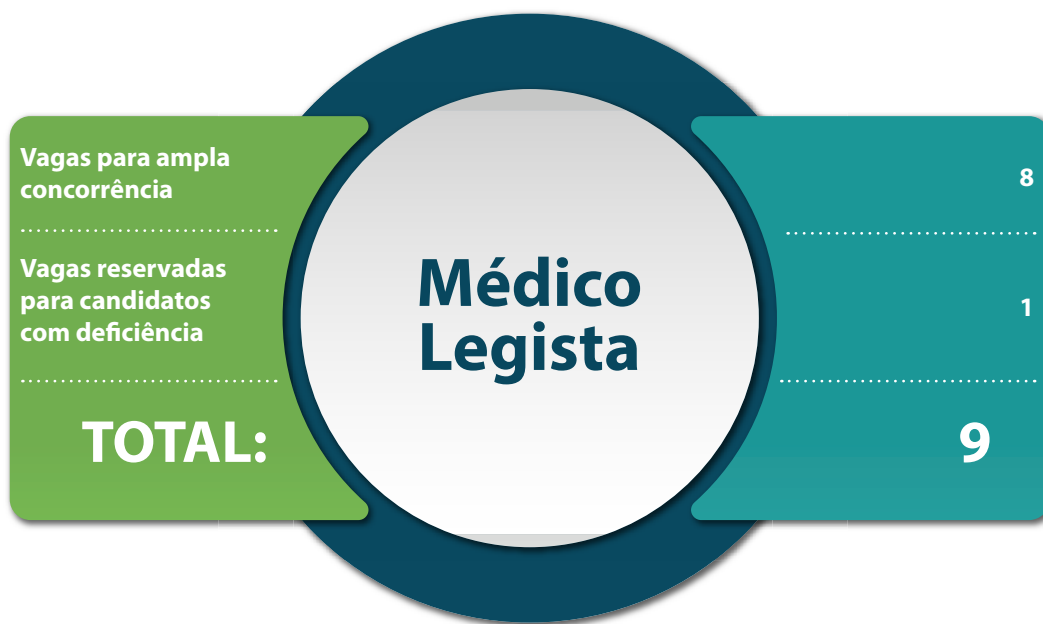 Vagas para ampla
concorrência
8
Vagas reservadas
para candidatos
com deficiência
1
TOTAL:
9
Médico
Legista